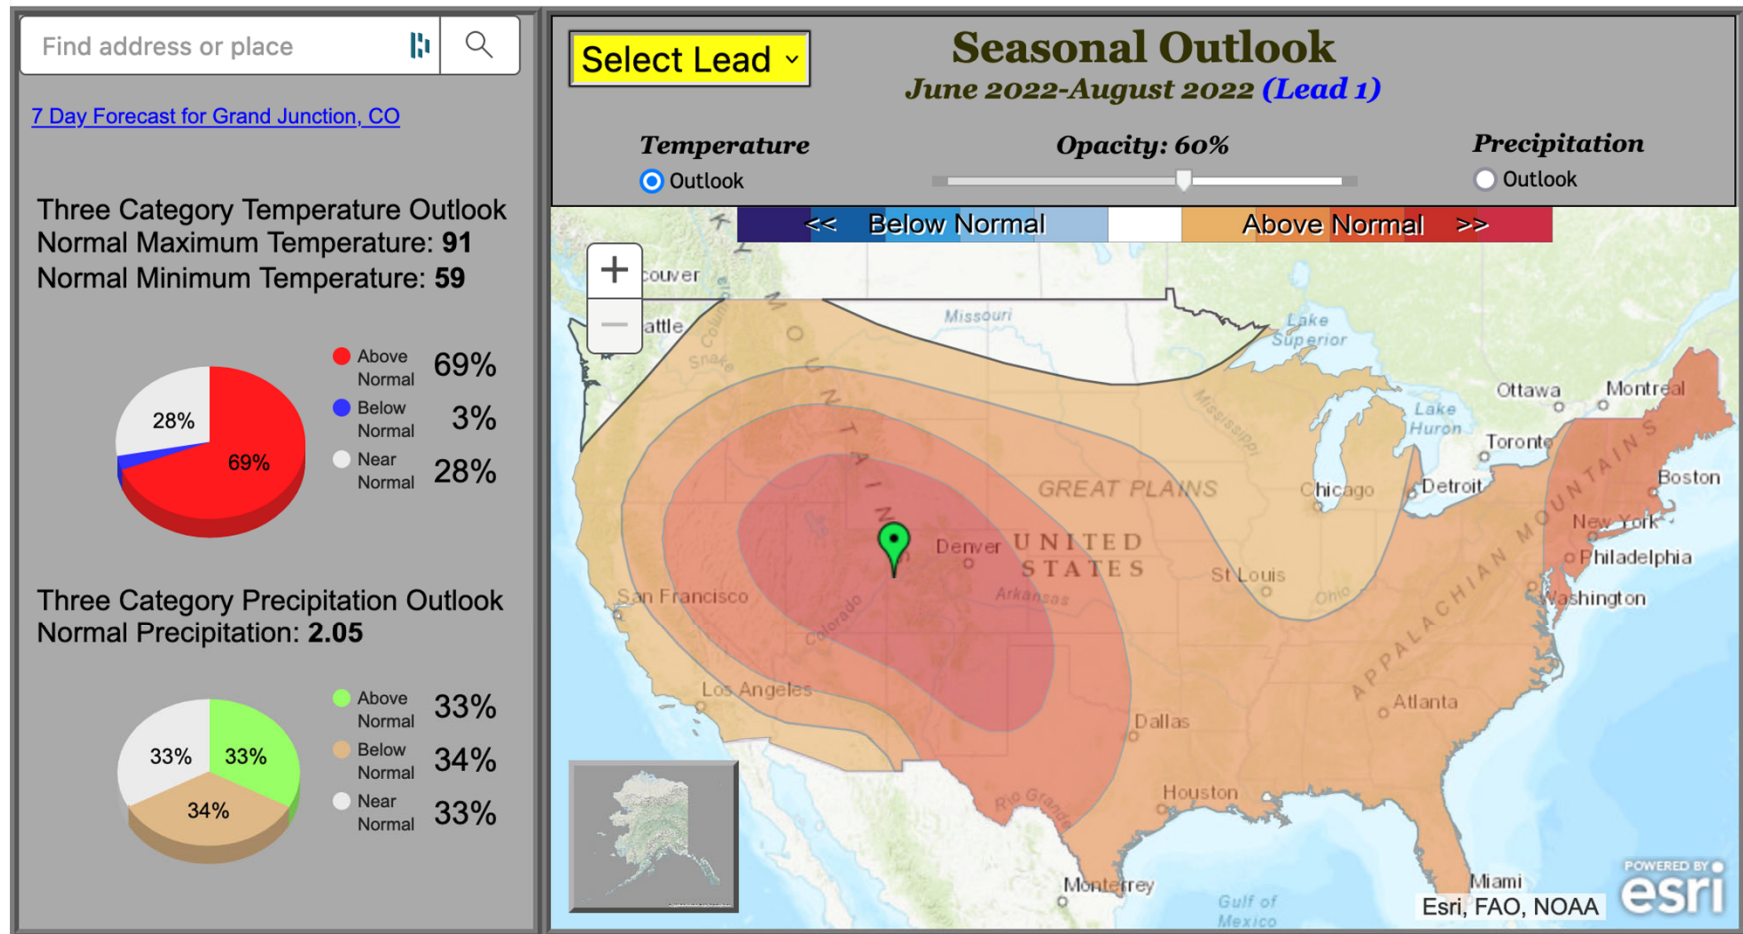 Find address or place
7 Day Forecast for Grand Junction, CO
Three Category Temperature Outlook
Normal Maximum Temperature: 91
Normal Minimum Temperature: 59
Above Normal 69%
Below Normal 3%
Near Normal 28%
28%
69%
Three Category Precipitation Outlook
Normal Precipitation: 2.05
Above Normal 33%
Below Normal 34%
Near Normal 33%
33%
33%
34%
Select Lead
Seasonal Outlook
June 2022-August 2022 (Lead 1)
Temperature
Outlook
Opacity: 60%
Precipitation
Outlook
<< Below Normal
Above Normal >>
+
−
couver
attle
Missouri
Lake Superior
Snake
MOUNTAINS
Mississippi
Ottawa
Montreal
Lake Huron
Toronto
GREAT PLAINS
Chicago
Detroit
Boston
New York
Philadelphia
Denver
UNITED STATES
St Louis
Ohio
Washington
APPALACHIAN MOUNTAINS
San Francisco
Colorado
Arkansas
Los Angeles
Atlanta
Dallas
Houston
Rio Grande
Monterrey
Miami
Gulf of Mexico
Esri, FAO, NOAA
POWERED BY
esri